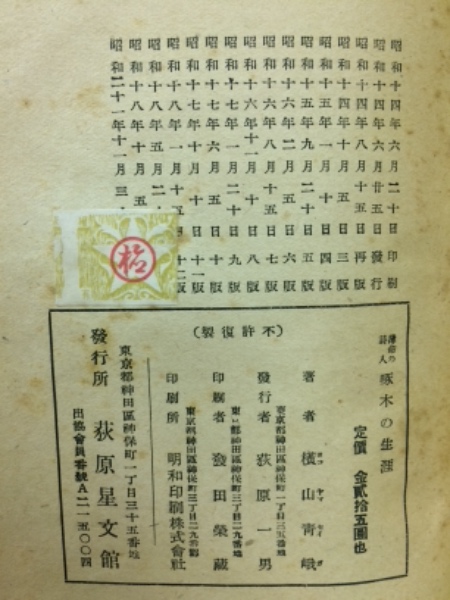 昭和十四年六月二十日印刷
昭和十四年六月廿五日發行
昭和十四年八月十五日再版
昭和十四年十月五日三版
昭和十五年一月十日四版
昭和十五年九月二十日五版
昭和十六年二月五日六版
昭和十六年八月十五日七版
昭和十六年十一月十日八版
昭和十七年一月二十日九版
昭和十七年六月五日
昭和十七年十月十日十一版
昭和十八年一月十五日十二版
昭和十八年五月二
昭和十八年十月五
昭和二十一年十一月三
詩人
啄木の生涯
定價 金貳拾五圓也
(不許復製)
著者 横山靑峨
東京都神田區神保町一丁目三五番地
發行者 荻原一男
東京都神田區神保町三丁目二九番地
印刷者 發田榮藏
東京都神田區神保町三丁目二九番地
印刷所 明和印刷株式會社
東京都神田區神保町一丁目三十五番地
發行所 荻原星文館
出協會員番號A二一五〇〇四